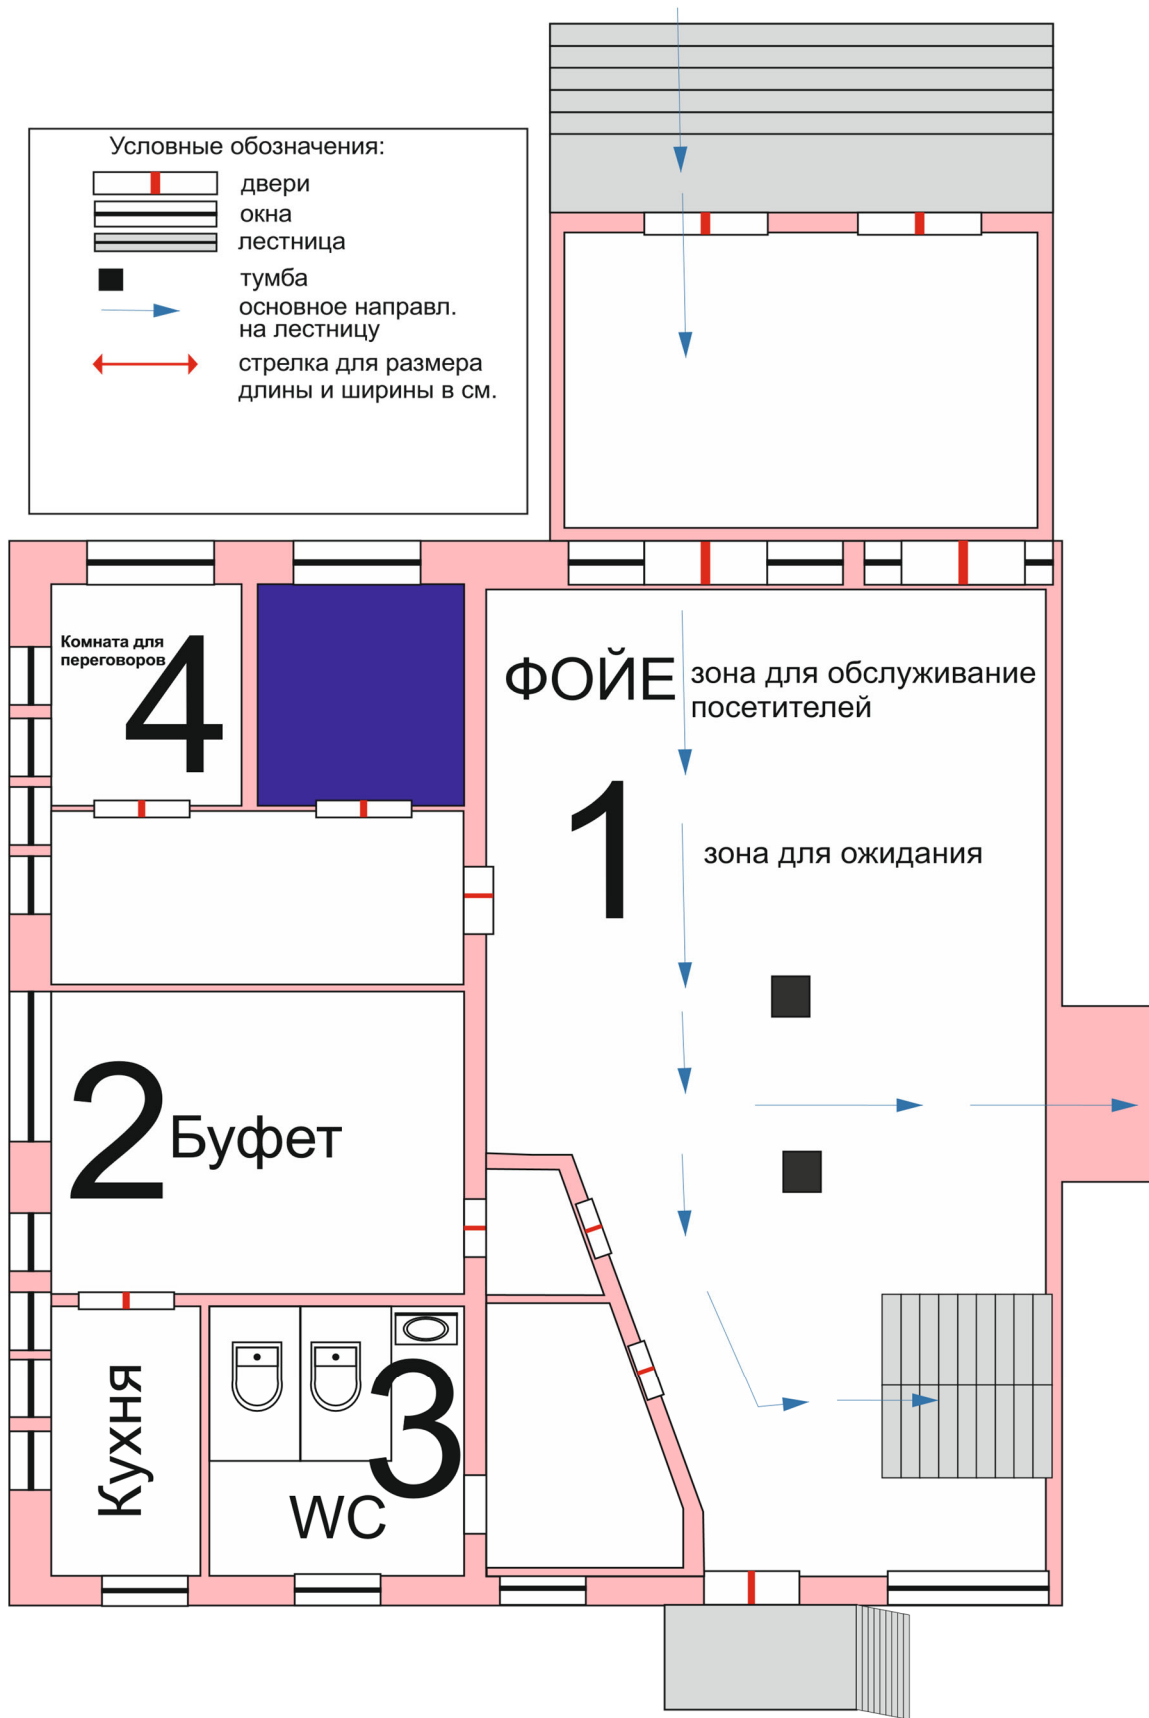 Условные обозначения:
двери
окна
лестница
тумба
основное направл.
на лестницу
стрелка для размера
длины и ширины в см.
Комната для
переговоров
4
ФОЙЕ
зона для обслуживание
посетителей
1
зона для ожидания
2
Буфет
Кухня
3
WC